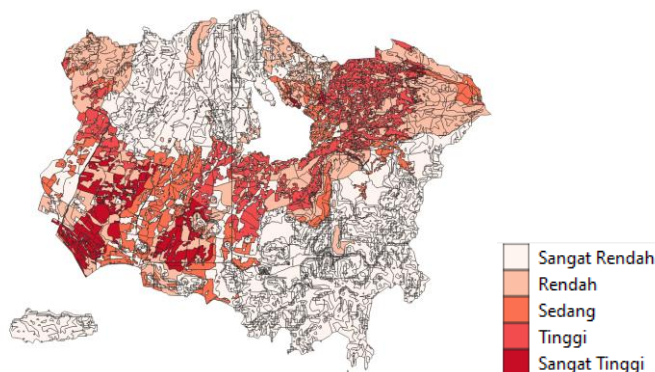 Sangat Rendah
Rendah
Sedang
Tinggi
Sangat Tinggi